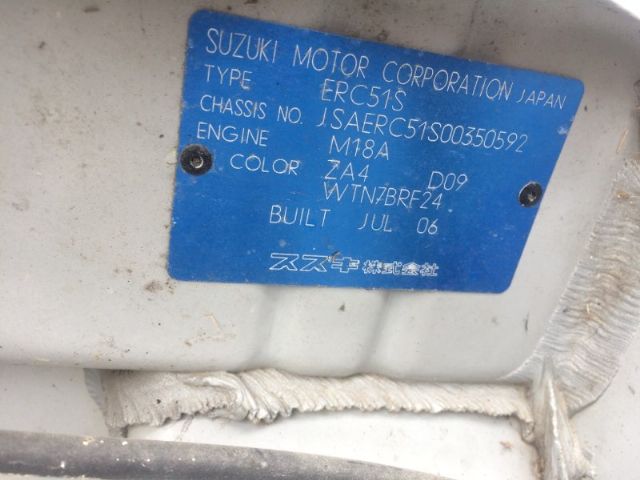 SUZUKI MOTOR CORPORATION JAPAN
TYPE ERC51S
CHASSIS NO. JSAERC51S00350592
ENGINE M18A
COLOR ZA4 D09
WTN7BRF24
BUILT JUL 06
スズキ株式会社